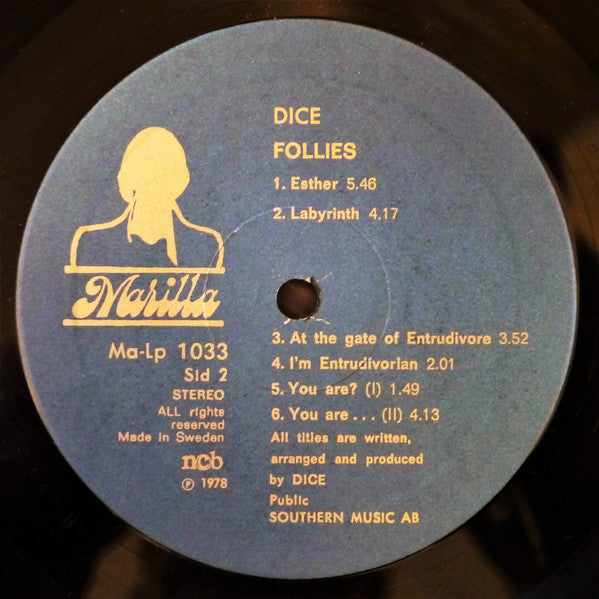 DICE
FOLLIES
1. Esther 5.46
2. Labyrinth 4.17
Marilla
3. At the gate of Entrudivore 3.52
4. I'm Entrudivorian 2.01
5. You are? (I) 1.49
6. You are... (II) 4.13
All titles are written,
arranged and produced
by DICE
Public
SOUTHERN MUSIC AB
Ma-Lp 1033
Sid 2
STEREO
ALL rights
reserved
Made in Sweden
ncb
℗ 1978